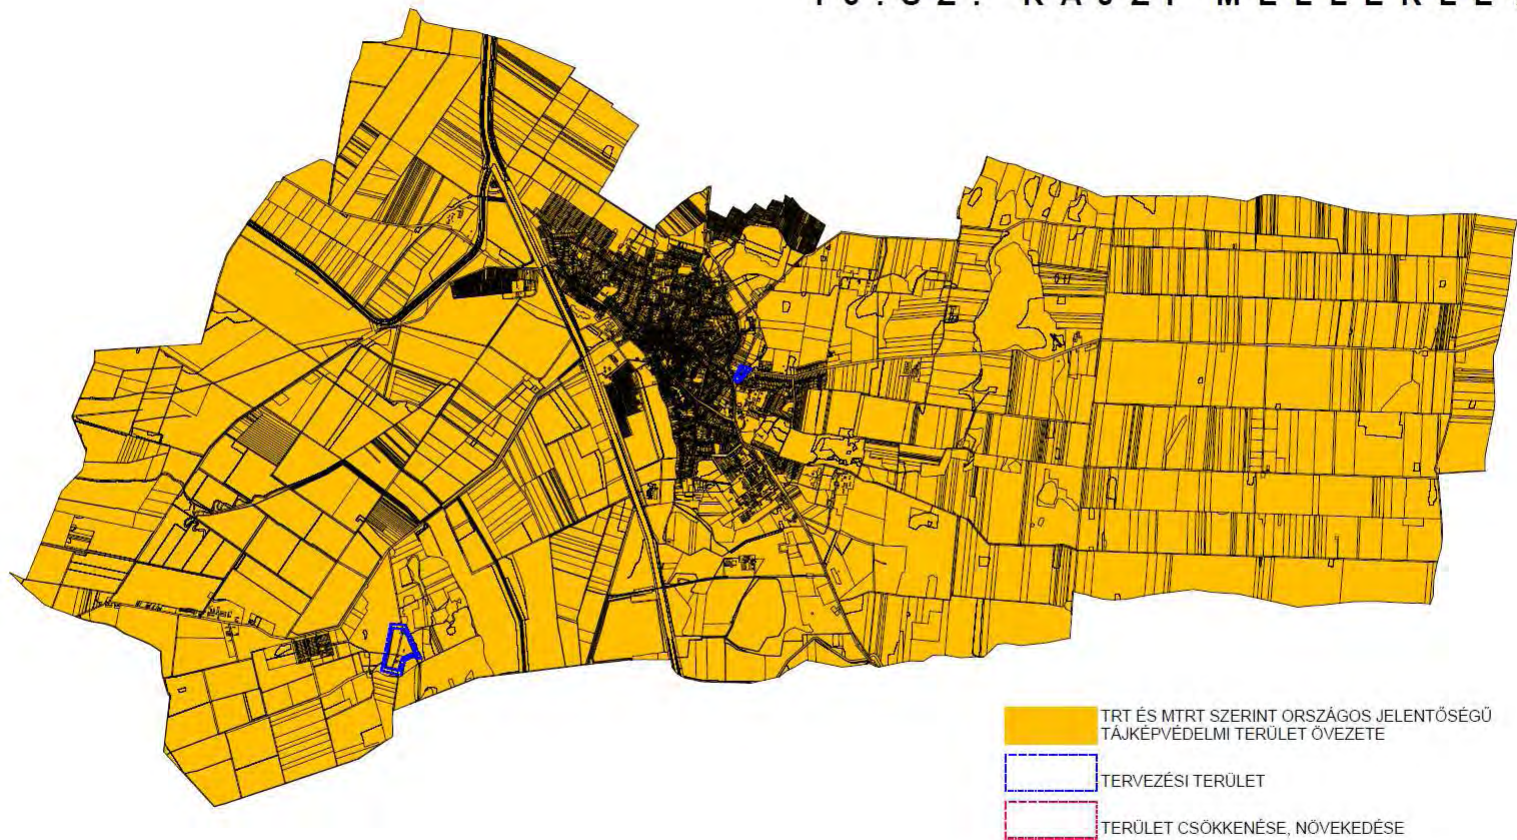 TRT ÉS MTRT SZERINT ORSZÁGOS JELENTŐSÉGŰ
TÁJKÉPVÉDELMI TERÜLET ÖVEZETE
TERVEZÉSI TERÜLET
TERÜLET CSÖKKENÉSE, NÖVEKEDÉSE